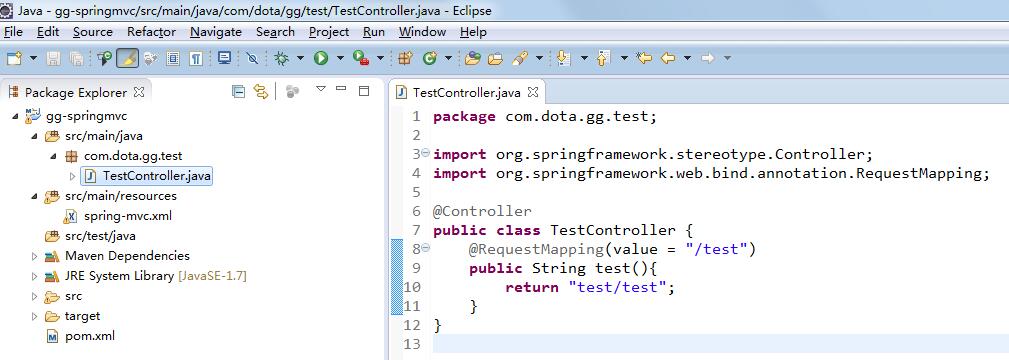 Java - gg-springmvc/src/main/java/com/dota/gg/test/TestController.java - Eclipse
File Edit Source Refactor Navigate Search Project Run Window Help
Package Explorer
gg-springmvc
src/main/java
com.dota.gg.test
TestController.java
src/main/resources
spring-mvc.xml
src/test/java
Maven Dependencies
JRE System Library [JavaSE-1.7]
src
target
pom.xml
TestController.java
1 package com.dota.gg.test;
2
3 import org.springframework.stereotype.Controller;
4 import org.springframework.web.bind.annotation.RequestMapping;
5
6 @Controller
7 public class TestController {
8 @RequestMapping(value = "/test")
9 public String test(){
10 return "test/test";
11 }
12 }
13